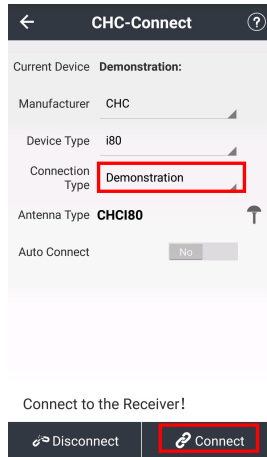 CHC-Connect ?
Current Device Demonstration:
Manufacturer CHC
Device Type i80
Connection
Type Demonstration
Antenna Type CHCI80
Auto Connect No
Connect to the Receiver!
Disconnect Connect